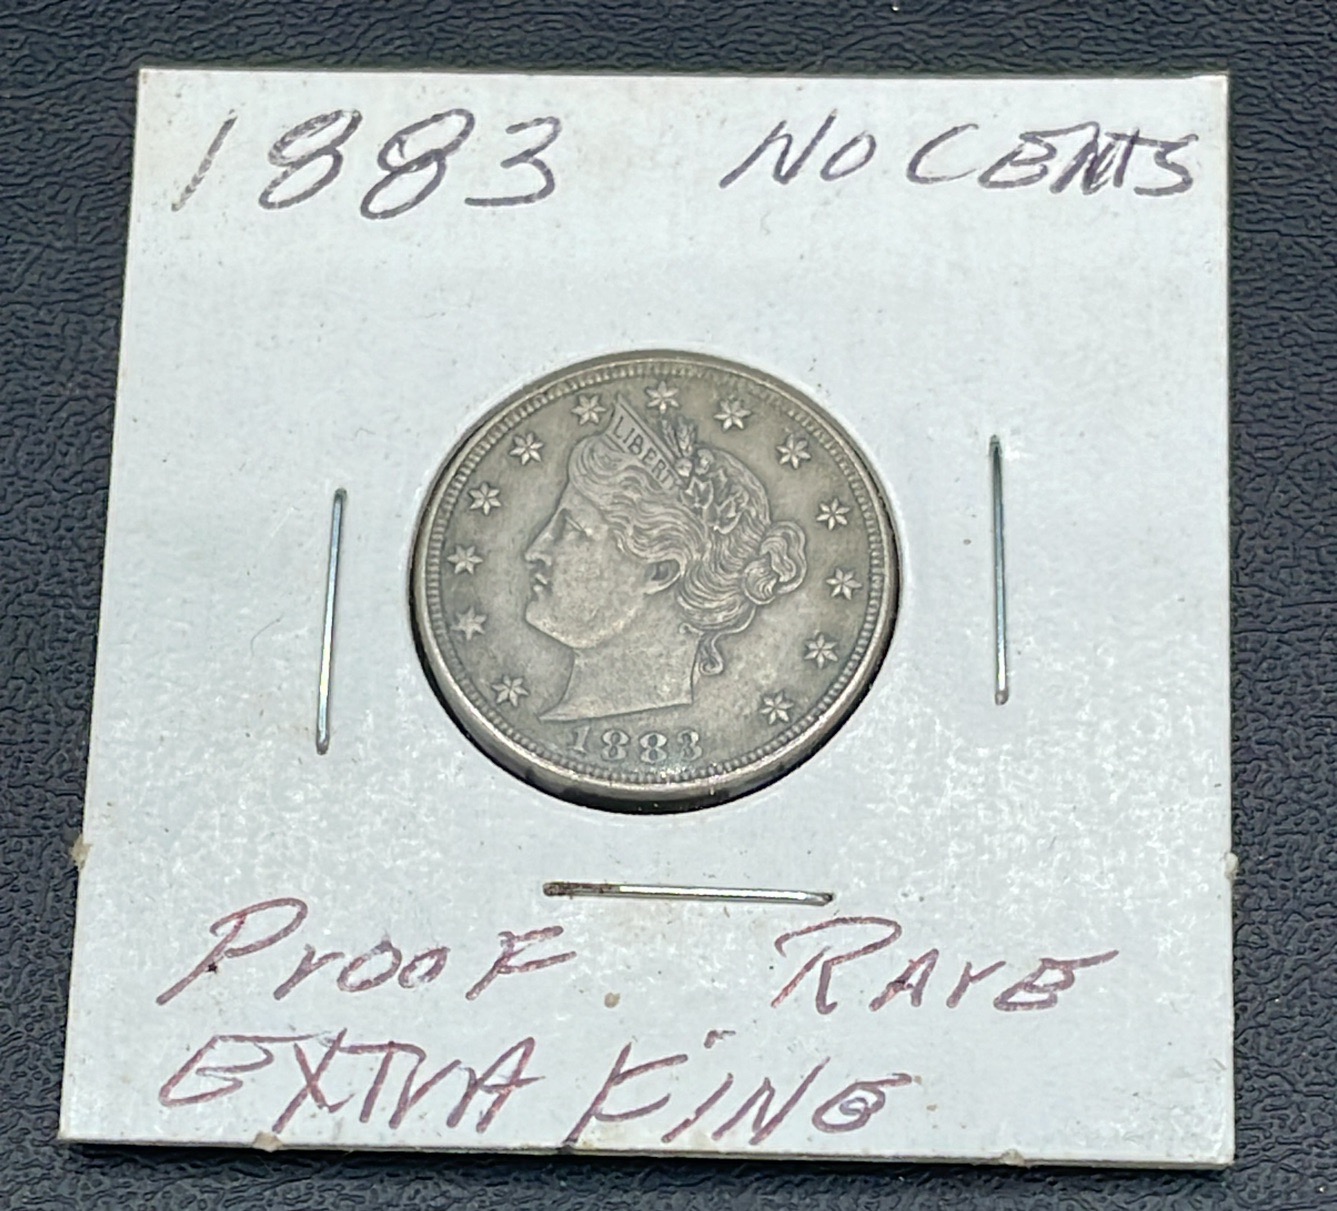 1883 NO CENTS
LIBERTY
1883
Proof. RArE
EXTrA FiNE